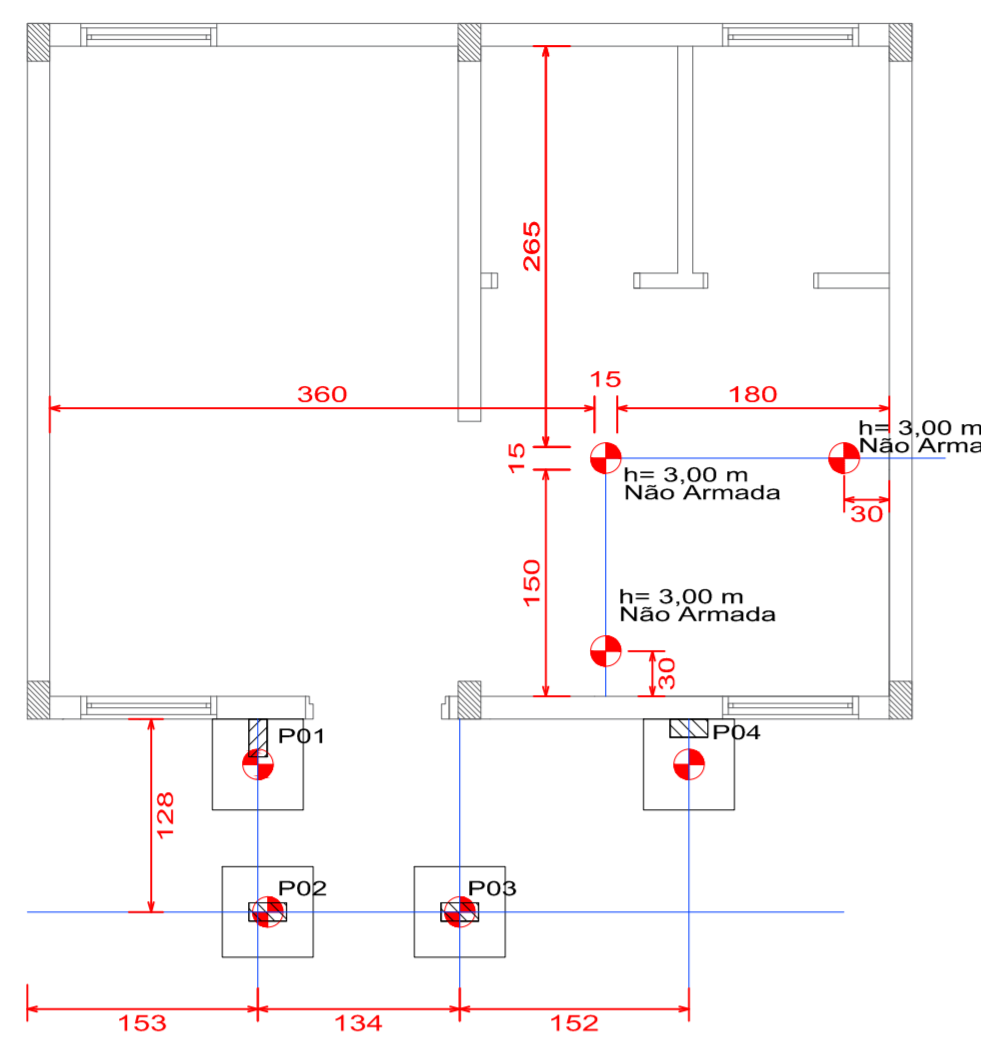 265
15
360
180
h= 3,00 m
Não Arma
15
h= 3,00 m
Não Armada
30
150
h= 3,00 m
Não Armada
30
P01
P04
128
P02
P03
153
134
152